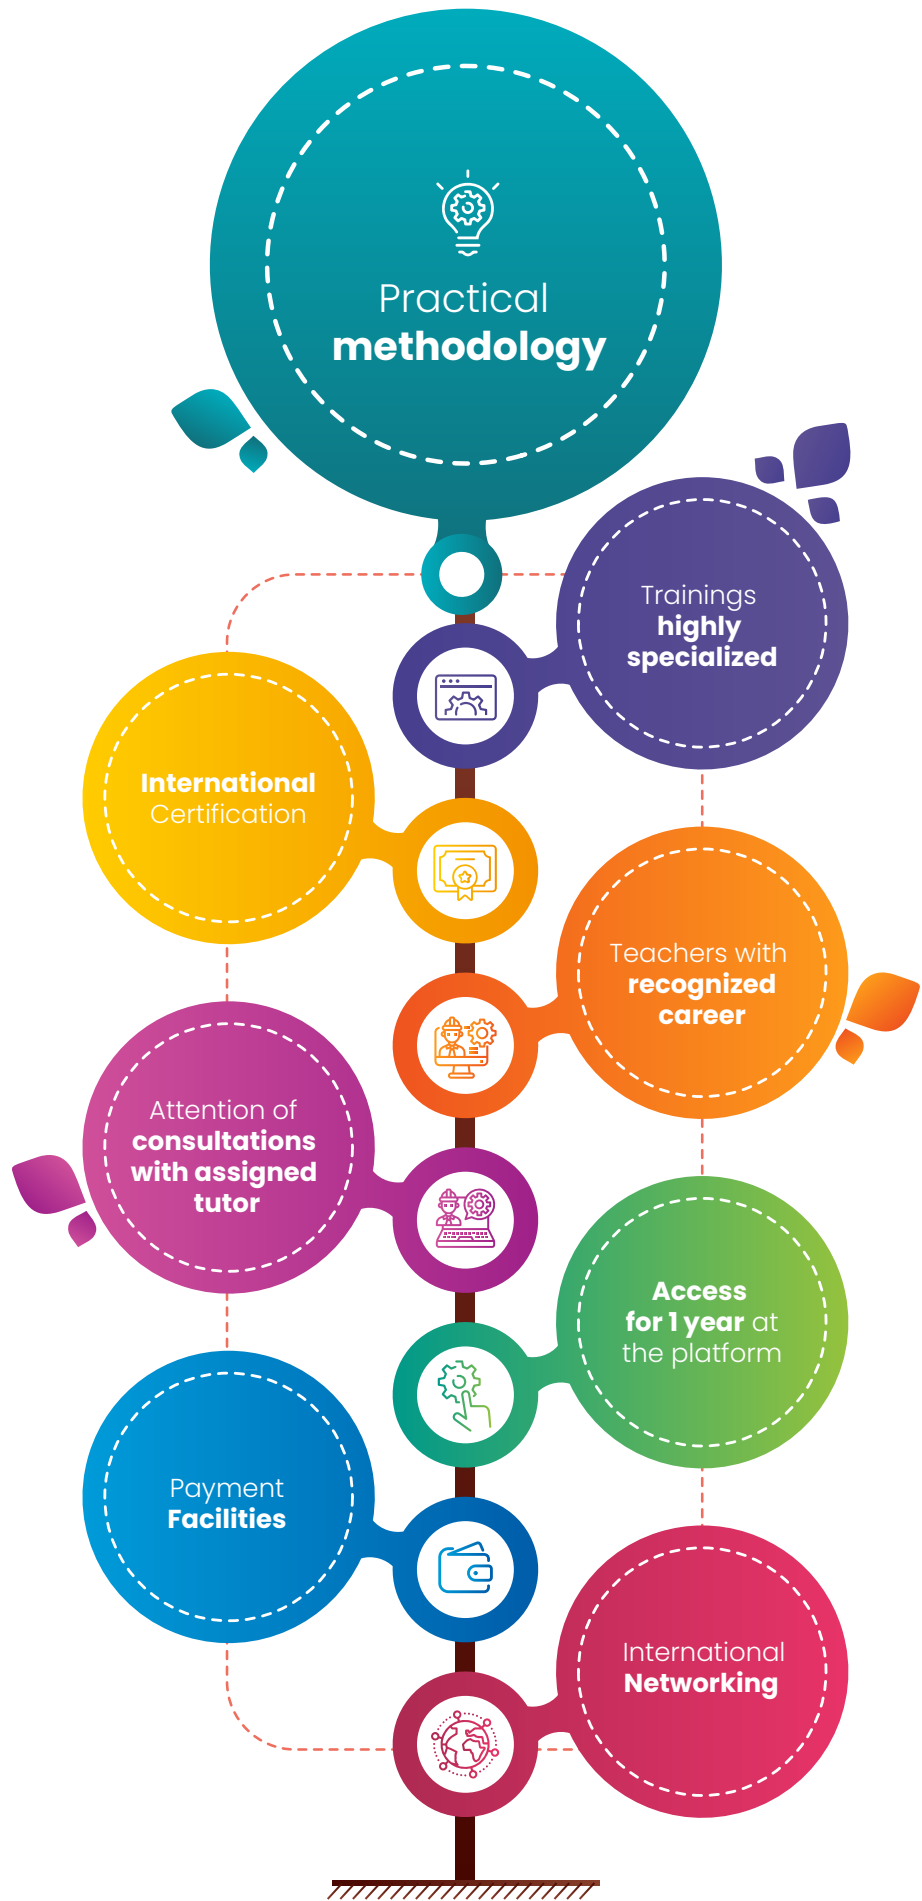 Practical
methodology
Trainings
highly
specialized
International
Certification
Teachers with
recognized
career
Attention of
consultations
with assigned
tutor
Access
for 1 year at
the platform
Payment
Facilities
International
Networking